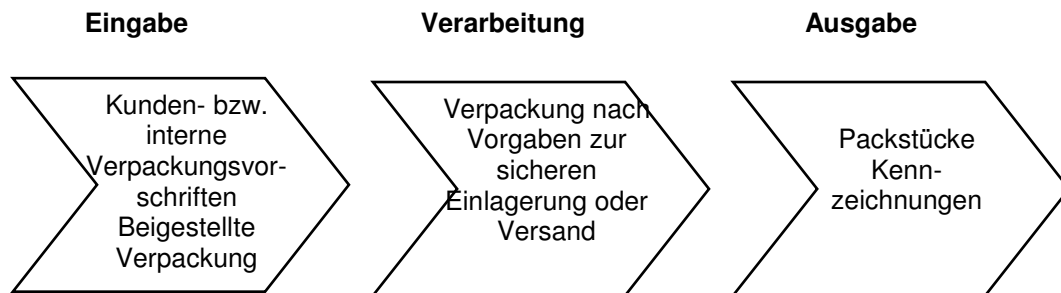 Eingabe
Verarbeitung
Ausgabe
Kunden- bzw.
interne
Verpackungsvor-
schriften
Beigestellte
Verpackung
Verpackung nach
Vorgaben zur
sicheren
Einlagerung oder
Versand
Packstücke
Kenn-
zeichnungen